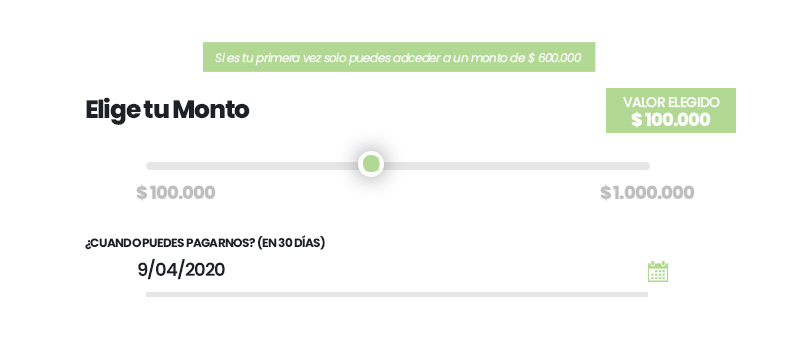 Si es tu primera vez solo puedes adceder a un monto de $ 600.000
Elige tu Monto
VALOR ELEGIDO
$ 100.000
$ 100.000
$ 1.000.000
¿CUANDO PUEDES PAGARNOS? (EN 30 DÍAS)
9/04/2020